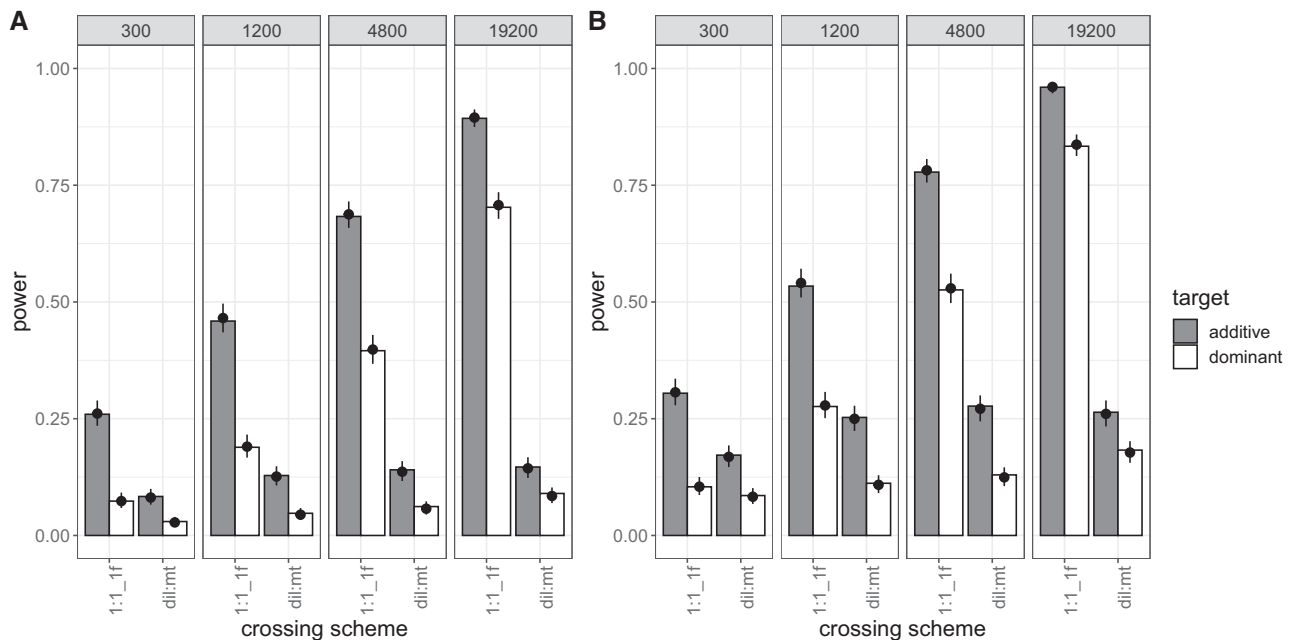 A
300 1200 4800 19200
1.00
0.75
0.50
0.25
0.00
power
1:1_1f dil:mt 1:1_1f dil:mt 1:1_1f dil:mt 1:1_1f dil:mt
crossing scheme
B
300 1200 4800 19200
1.00
0.75
0.50
0.25
0.00
power
1:1_1f dil:mt 1:1_1f dil:mt 1:1_1f dil:mt 1:1_1f dil:mt
crossing scheme
target
additive
dominant